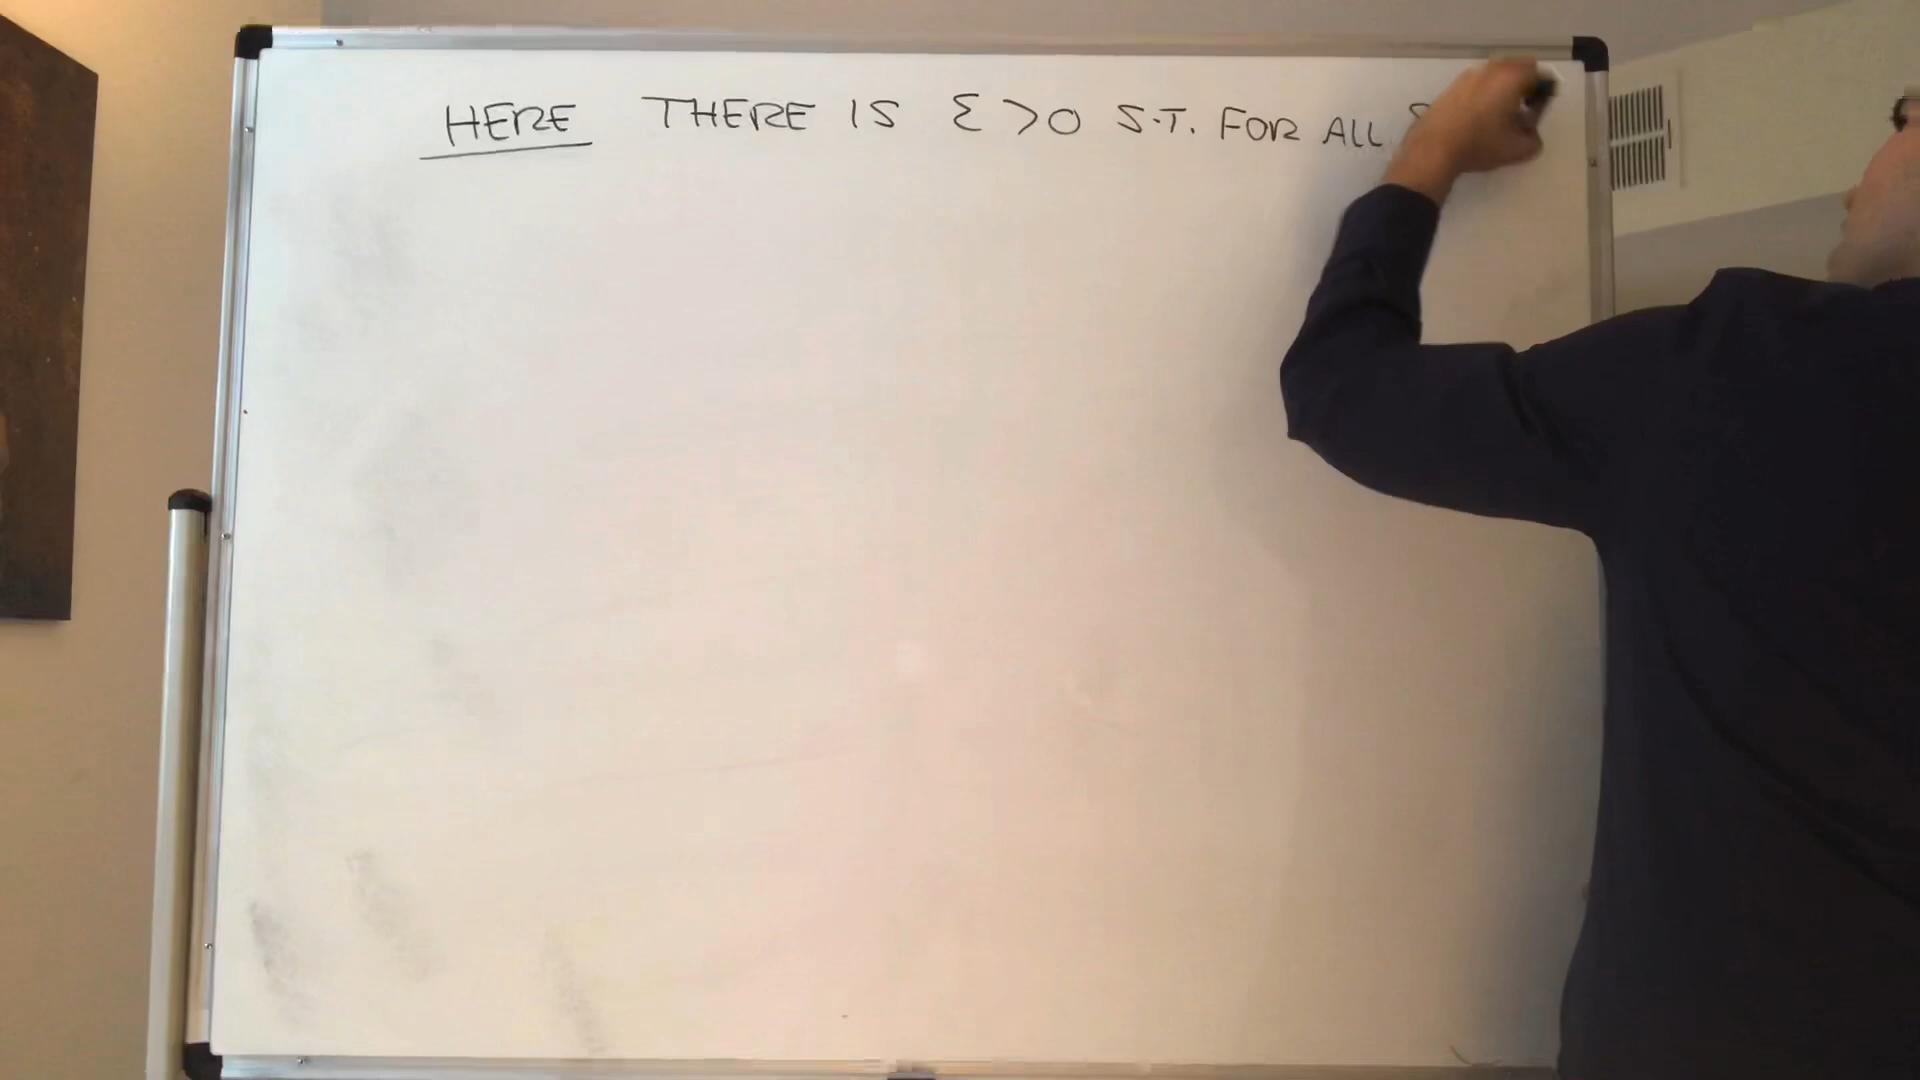 HERE THERE IS ε >0 S.T. FOR ALL